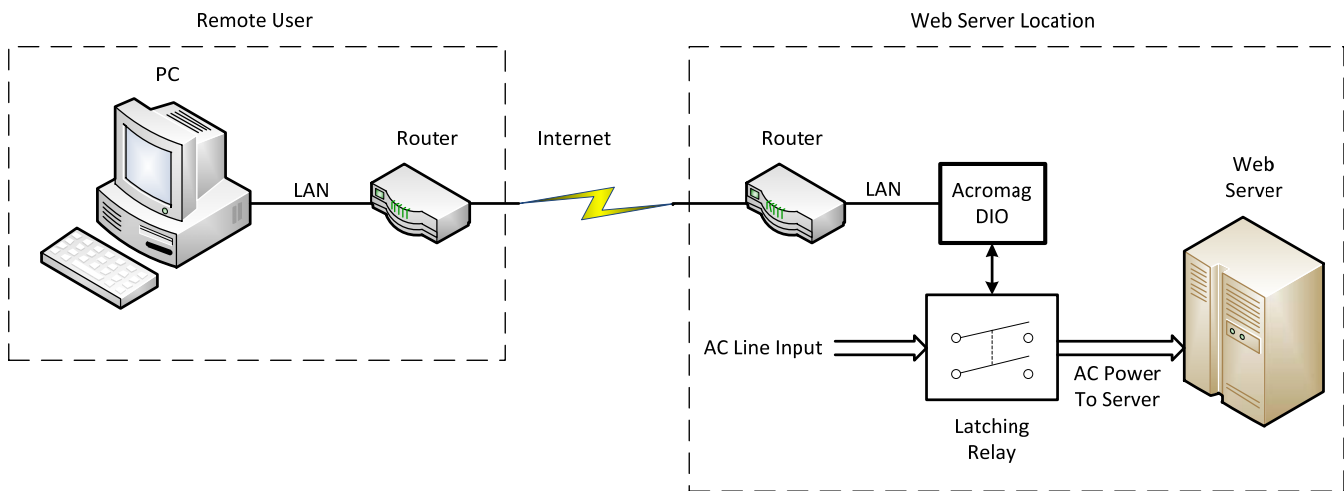 Remote User
Web Server Location
PC
Router
Internet
Router
LAN
LAN
Acromag
DIO
Web
Server
AC Line Input
AC Power
To Server
Latching
Relay